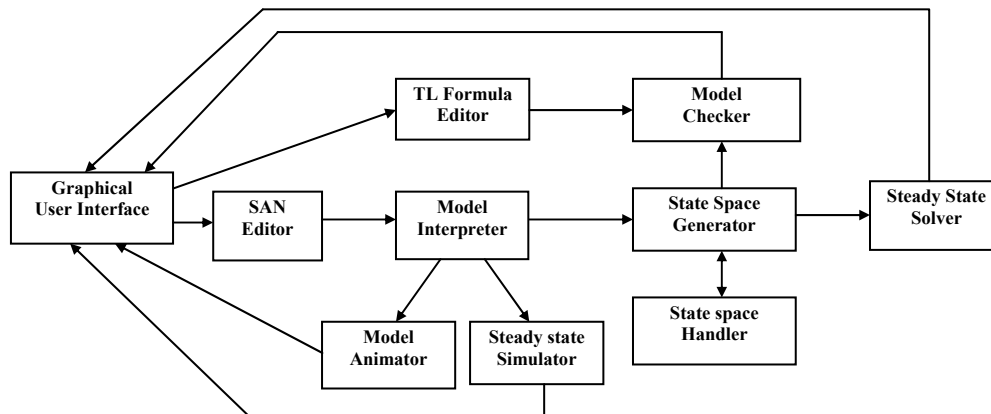 TL Formula
Editor
Model
Checker
Graphical
User Interface
SAN
Editor
Model
Interpreter
State Space
Generator
Steady State
Solver
Model
Animator
Steady state
Simulator
State space
Handler